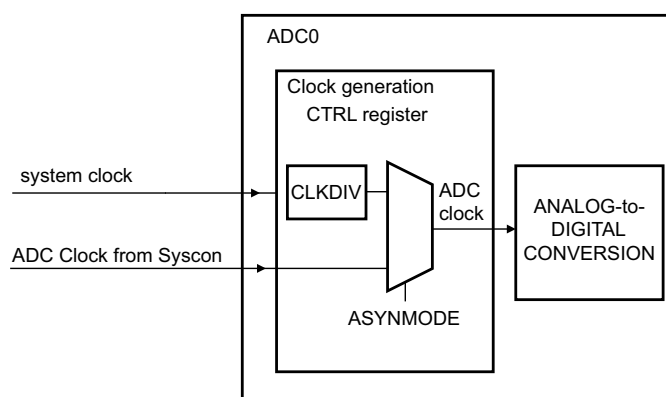 ADC0
Clock generation
CTRL register
system clock
CLKDIV
ADC
clock
ANALOG-to-
DIGITAL
CONVERSION
ADC Clock from Syscon
ASYNMODE